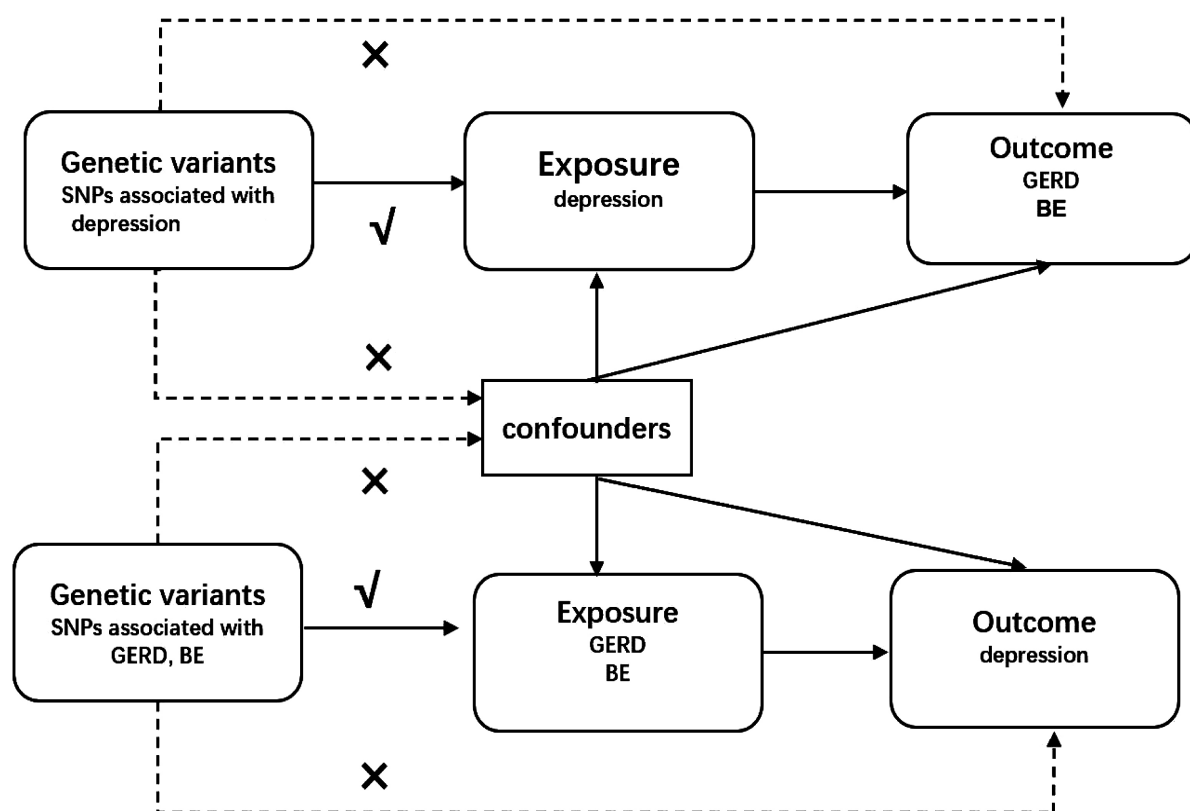 ×
Genetic variants
SNPs associated with
depression
√
Exposure
depression
Outcome
GERD
BE
×
confounders
×
Genetic variants
SNPs associated with
GERD, BE
√
Exposure
GERD
BE
Outcome
depression
×